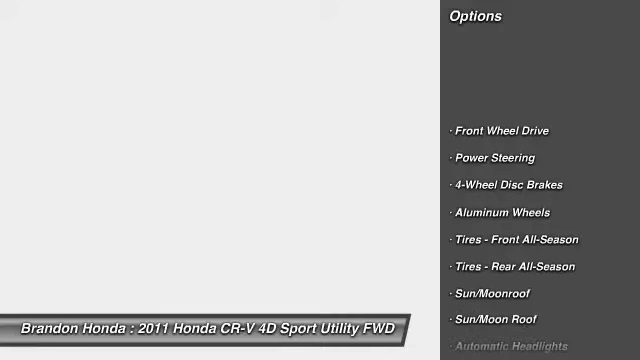 Options
· Front Wheel Drive
· Power Steering
· 4-Wheel Disc Brakes
· Aluminum Wheels
· Tires - Front All-Season
· Tires - Rear All-Season
· Sun/Moonroof
· Sun/Moon Roof
· Automatic Headlights
Brandon Honda : 2011 Honda CR-V 4D Sport Utility FWD